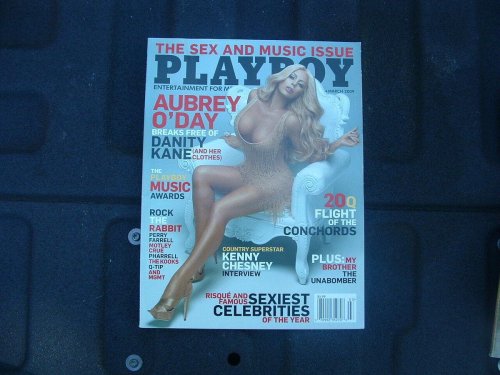 THE SEX AND MUSIC ISSUE
PLAYBOY
ENTERTAINMENT FOR M
MARCH 2009
AUBREY
O'DAY
BREAKS FREE OF
DANITY
KANE (AND HER
CLOTHES)
THE
PLAYBOY
MUSIC
AWARDS
ROCK
THE
RABBIT
PERRY
FARRELL
MOTLEY
CRUE
PHARRELL
THE KOOKS
Q-TIP
AND
MGMT
20Q
FLIGHT
OF THE
CONCHORDS
COUNTRY SUPERSTAR
KENNY
CHESNEY
INTERVIEW
PLUS: MY
BROTHER
THE
UNABOMBER
RISQUÉ AND
FAMOUS SEXIEST
CELEBRITIES
OF THE YEAR